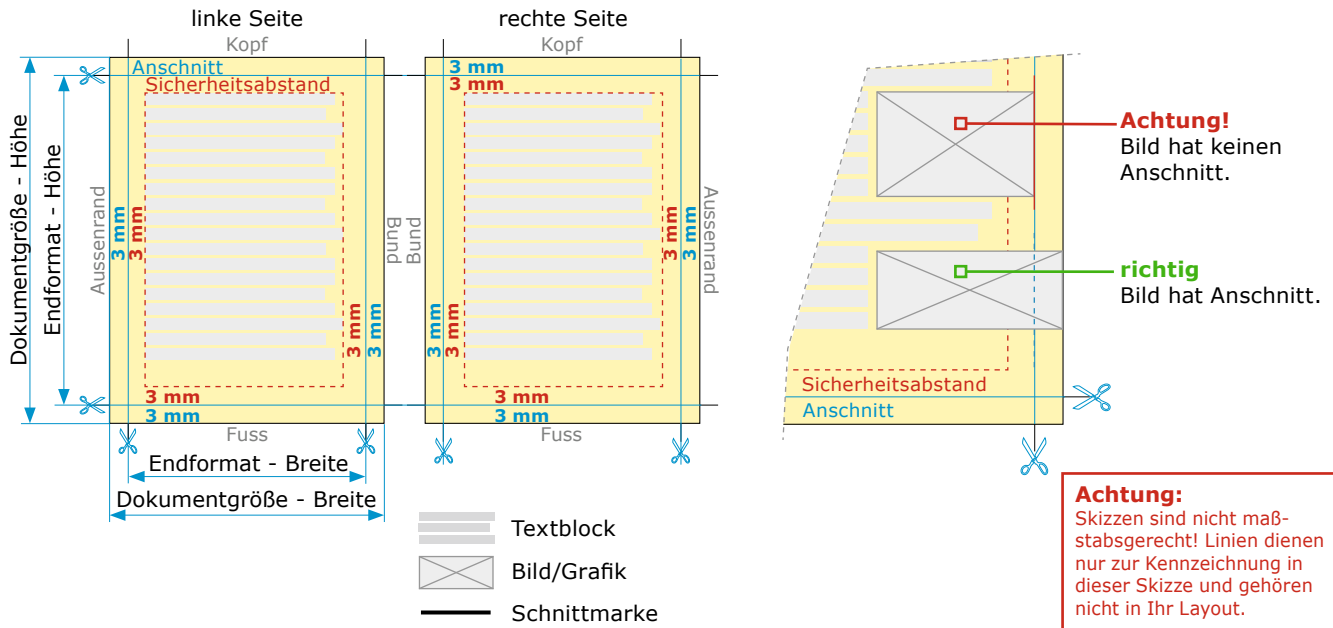 linke Seite
Kopf
rechte Seite
Kopf
Anschnitt
Sicherheitsabstand
3 mm
3 mm
Dokumentgröße - Höhe
Endformat - Höhe
Aussenrand
3 mm
3 mm
Bund
Bund
3 mm
3 mm
Aussenrand
3 mm
3 mm
3 mm
3 mm
3 mm
3 mm
3 mm
3 mm
Fuss
Fuss
Endformat - Breite
Dokumentgröße - Breite
Textblock
Bild/Grafik
Schnittmarke
Achtung!
Bild hat keinen
Anschnitt.
richtig
Bild hat Anschnitt.
Sicherheitsabstand
Anschnitt
Achtung:
Skizzen sind nicht maß-
stabsgerecht! Linien dienen
nur zur Kennzeichnung in
dieser Skizze und gehören
nicht in Ihr Layout.